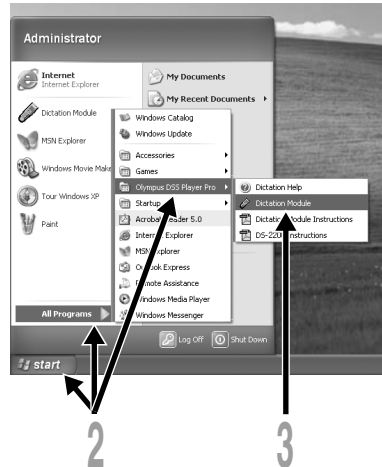 Administrator
Internet
Internet Explorer
Dictation Module
MSN Explorer
Windows Movie Make
Tour Windows XP
Paint
All Programs
My Documents
My Recent Documents
Windows Catalog
Windows Update
Accessories
Games
Olympus DSS Player Pro
Startup
Acrobat Reader 5.0
Internet Explorer
MSN Explorer
Outlook Express
Remote Assistance
Windows Media Player
Windows Messenger
Dictation Help
Dictation Module
Dictation Module Instructions
DS-2200 Instructions
Log Off
Shut Down
start
2
3